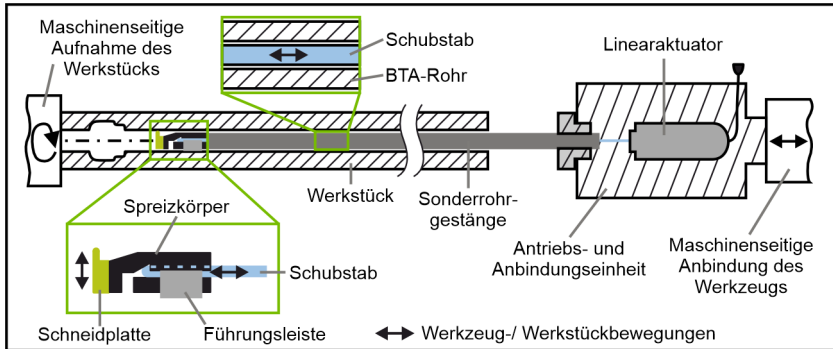 Maschinenseitige
Aufnahme des
Werkstücks
Schubstab
BTA-Rohr
Linearaktuator
Werkstück
Sonderrohr-
gestänge
Spreizkörper
Schubstab
Schneidplatte
Führungsleiste
Antriebs- und
Anbindungseinheit
Maschinenseitige
Anbindung des
Werkzeugs
Werkzeug-/ Werkstückbewegungen